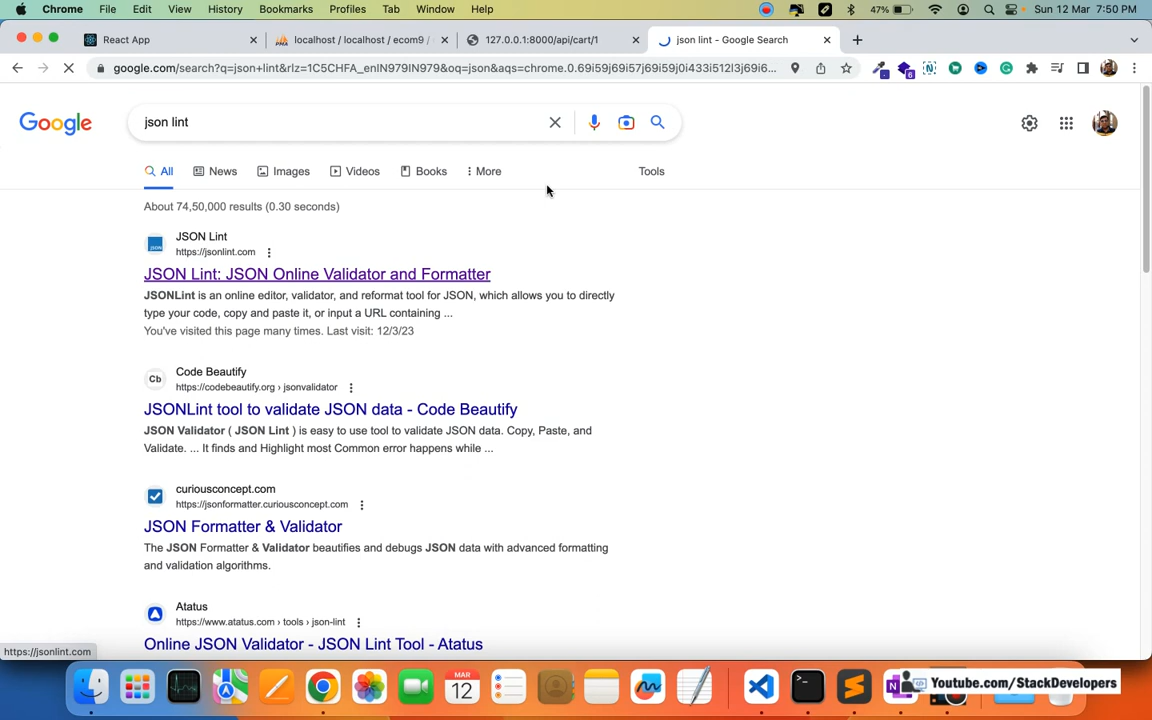 Chrome File Edit View History Bookmarks Profiles Tab Window Help 47% Sun 12 Mar 7:50 PM
React App localhost / localhost / ecom9 / 127.0.0.1:8000/api/cart/1 json lint - Google Search
google.com/search?q=json+lint&rlz=1C5CHFA_enIN979IN979&oq=json&aqs=chrome.0.69i59j69i57j69i59j0i433i512l3j69i6...
Google json lint
All News Images Videos Books More Tools
About 74,50,000 results (0.30 seconds)
JSON Lint
https://jsonlint.com
JSON Lint: JSON Online Validator and Formatter
JSONLint is an online editor, validator, and reformat tool for JSON, which allows you to directly
type your code, copy and paste it, or input a URL containing ...
You've visited this page many times. Last visit: 12/3/23
Cb Code Beautify
https://codebeautify.org › jsonvalidator
JSONLint tool to validate JSON data - Code Beautify
JSON Validator ( JSON Lint ) is easy to use tool to validate JSON data. Copy, Paste, and
Validate. ... It finds and Highlight most Common error happens while ...
curiousconcept.com
https://jsonformatter.curiousconcept.com
JSON Formatter & Validator
The JSON Formatter & Validator beautifies and debugs JSON data with advanced formatting
and validation algorithms.
Atatus
https://www.atatus.com › tools › json-lint
Online JSON Validator - JSON Lint Tool - Atatus
https://jsonlint.com
MAR
12
Youtube.com/StackDevelopers